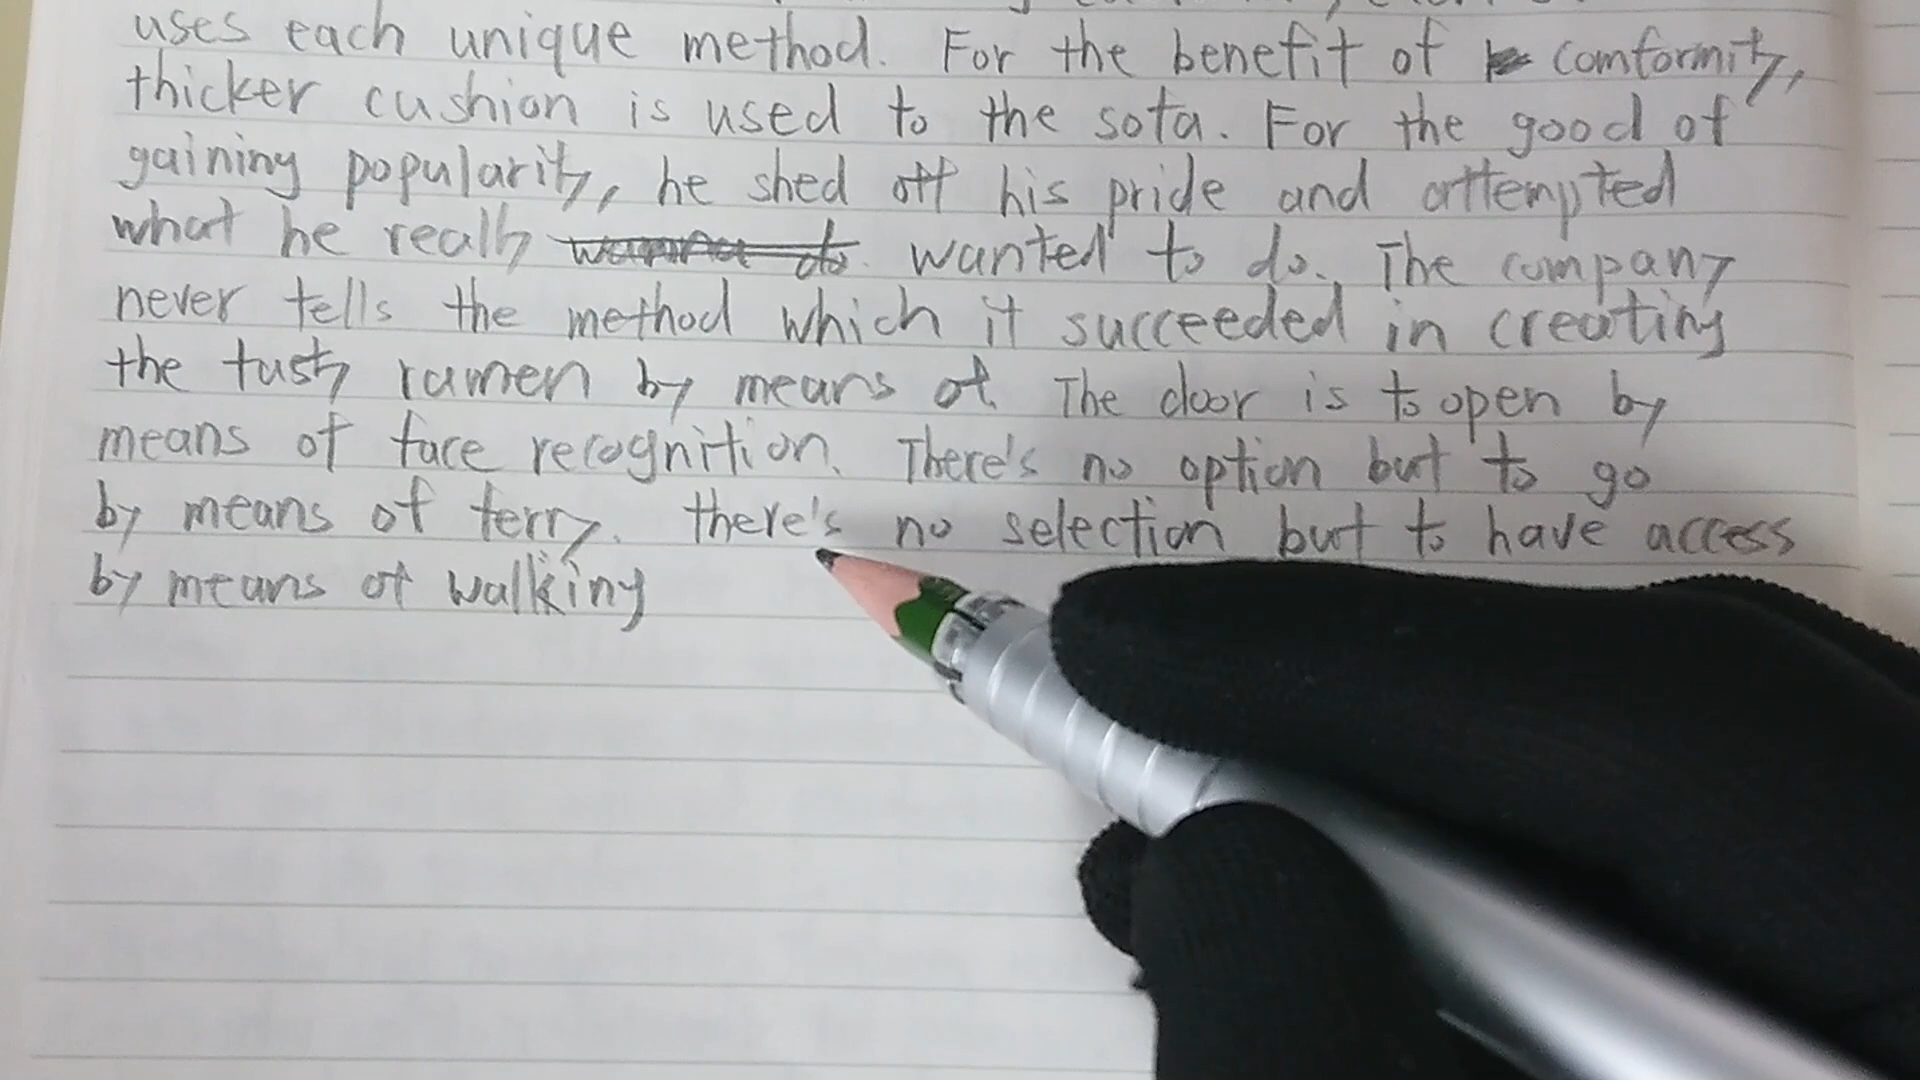 uses each unique method. For the benefit of comformity,
thicker cushion is used to the sofa. For the good of
gaining popularity, he shed off his pride and attempted
what he really wanna do wanted to do. The company
never tells the method which it succeeded in creating
the tasty ramen by means of. The door is to open by
means of face recognition. There's no option but to go
by means of ferry. There's no selection but to have access
by means of walking